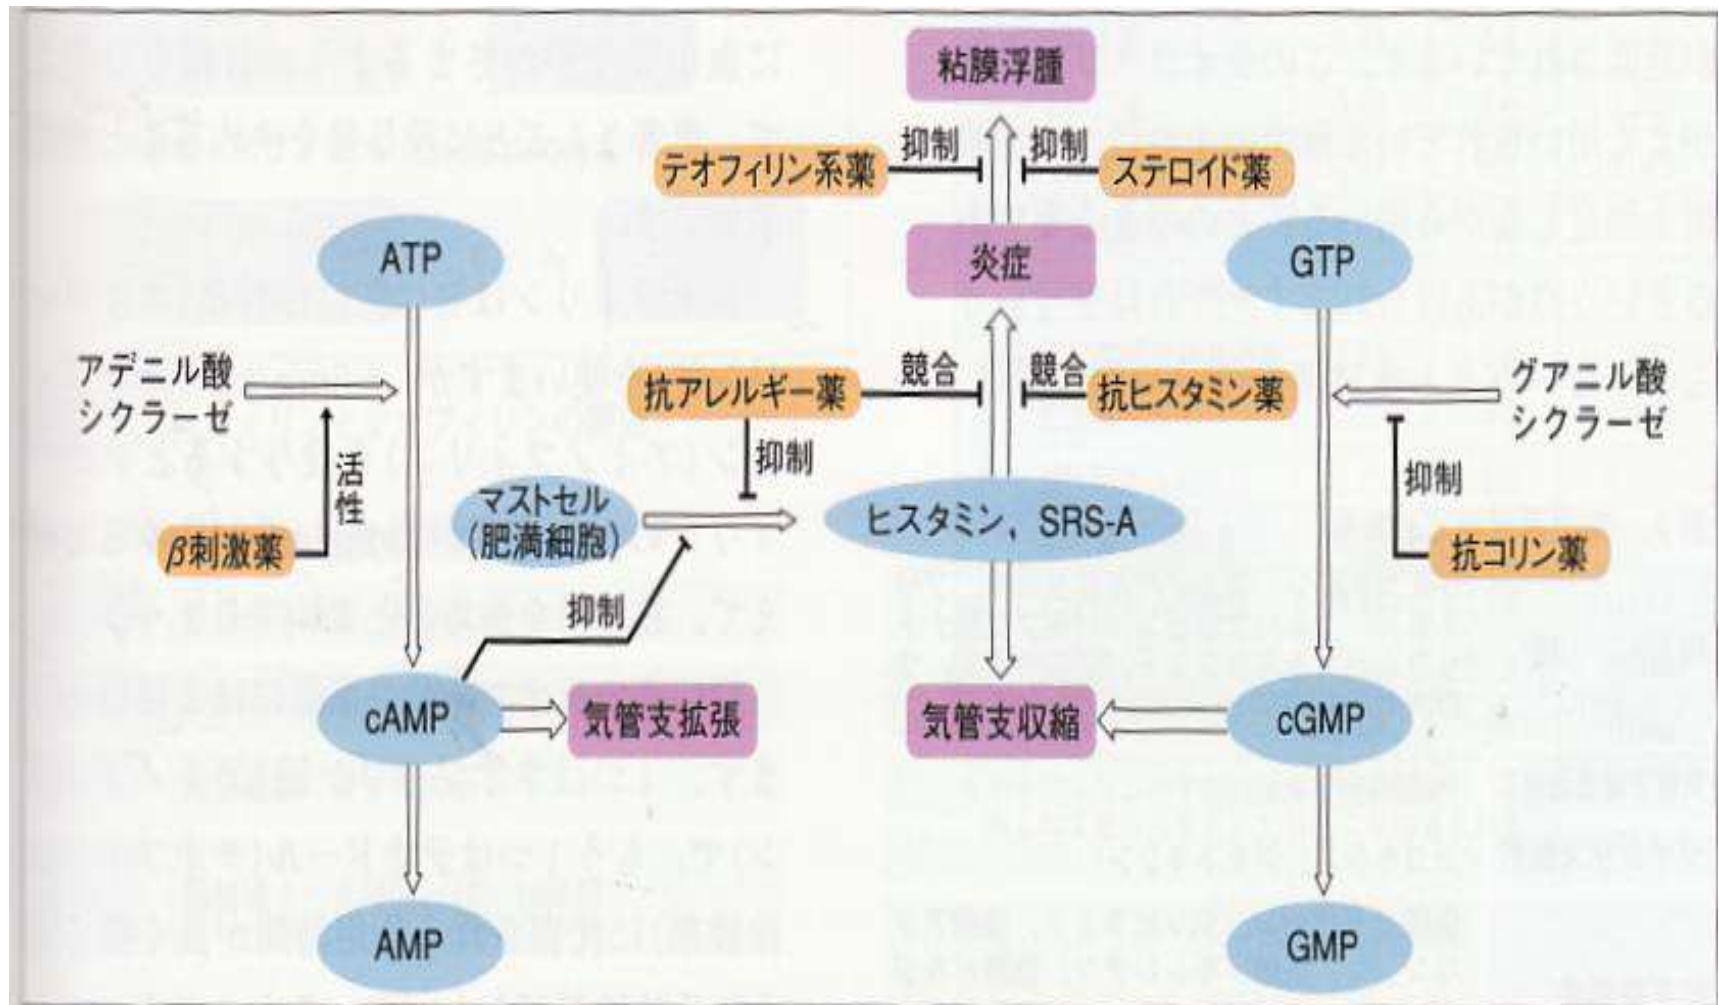 粘膜浮腫
抑制
抑制
テオフィリン系薬
ステロイド薬
ATP
炎症
GTP
アデニル酸
シクラーゼ
競合
競合
抗アレルギー薬
抗ヒスタミン薬
グアニル酸
シクラーゼ
活性
抑制
抑制
マストセル
(肥満細胞)
ヒスタミン，SRS-A
β刺激薬
抗コリン薬
抑制
cAMP
気管支拡張
気管支収縮
cGMP
AMP
GMP